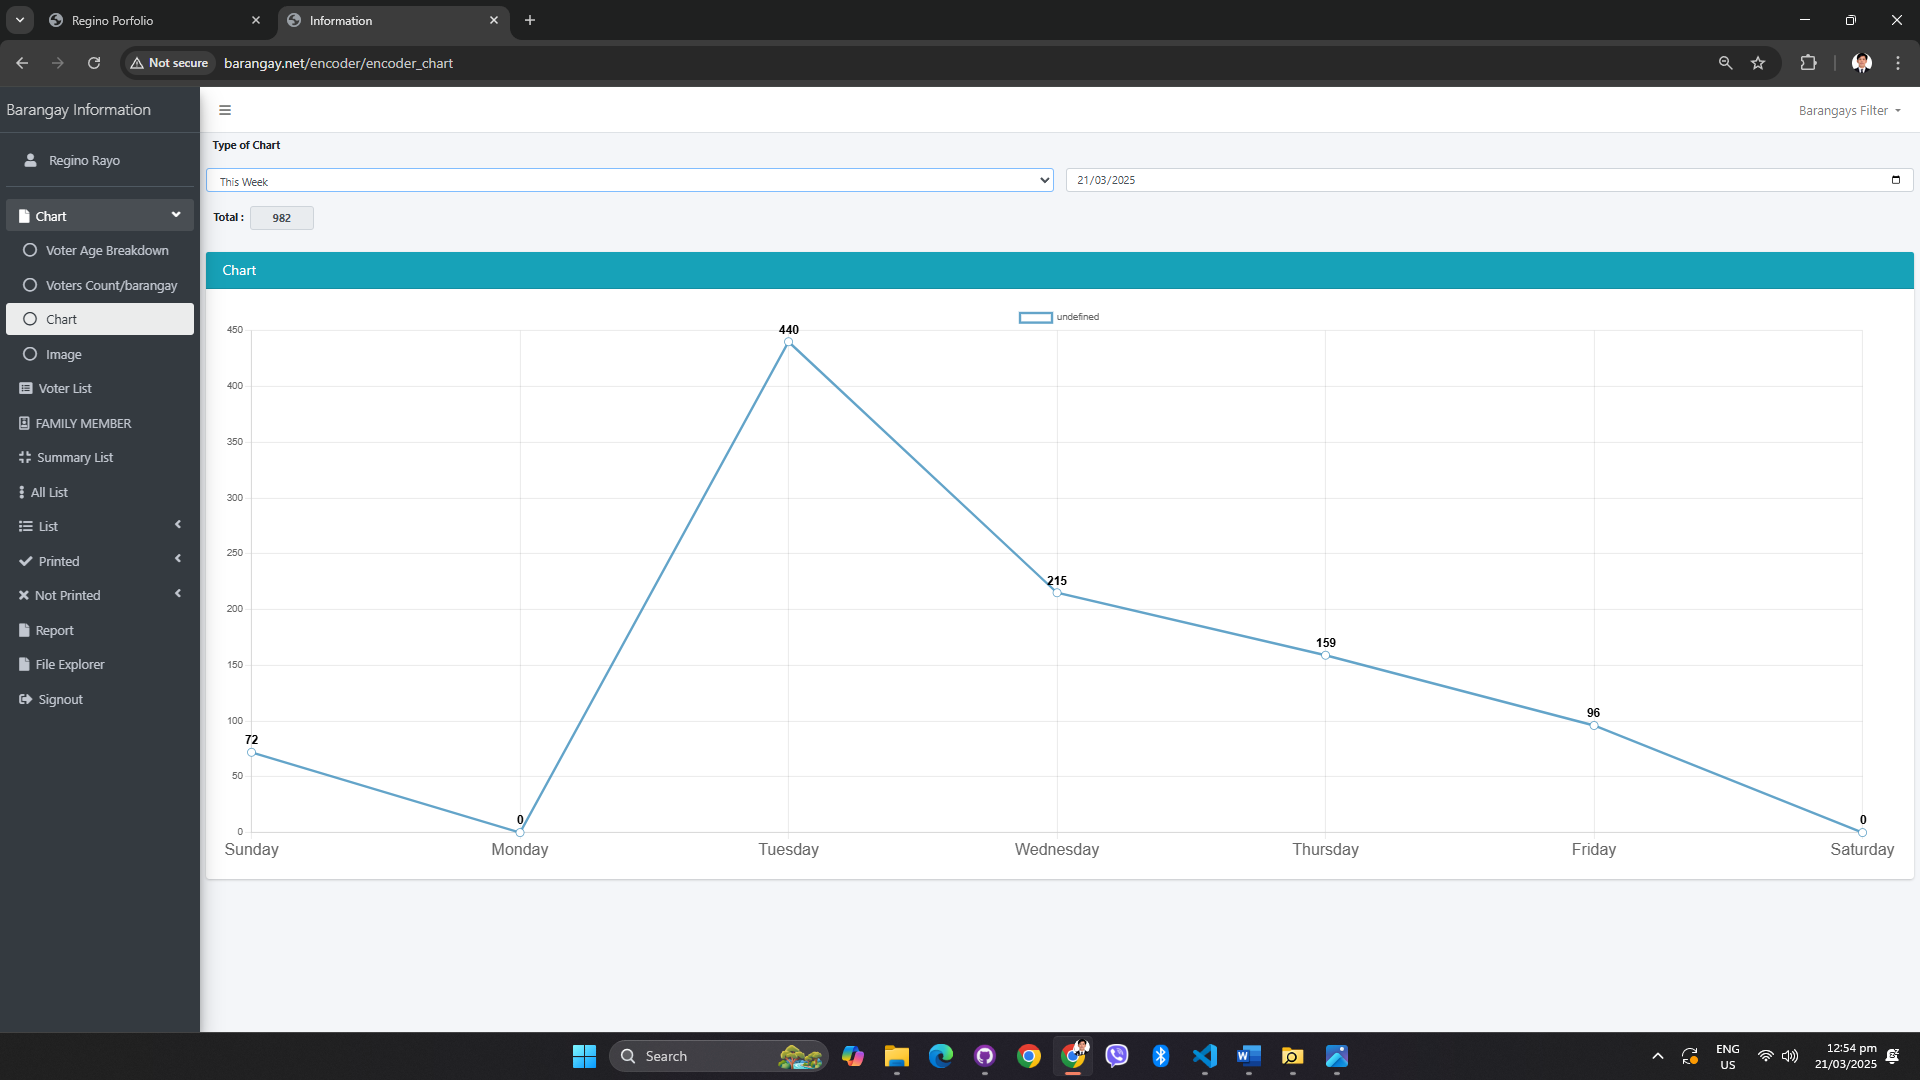 Regino Porfolio
Information
Not secure
barangay.net/encoder/encoder_chart
Barangay Information
Barangays Filter
Regino Rayo
Chart
Voter Age Breakdown
Voters Count/barangay
Chart
Image
Voter List
FAMILY MEMBER
Summary List
All List
List
Printed
Not Printed
Report
File Explorer
Signout
Type of Chart
This Week
21/03/2025
Total :
982
Chart
undefined
450
400
350
300
250
200
150
100
50
0
72
0
440
215
159
96
0
Sunday
Monday
Tuesday
Wednesday
Thursday
Friday
Saturday
Search
ENG
US
12:54 pm
21/03/2025